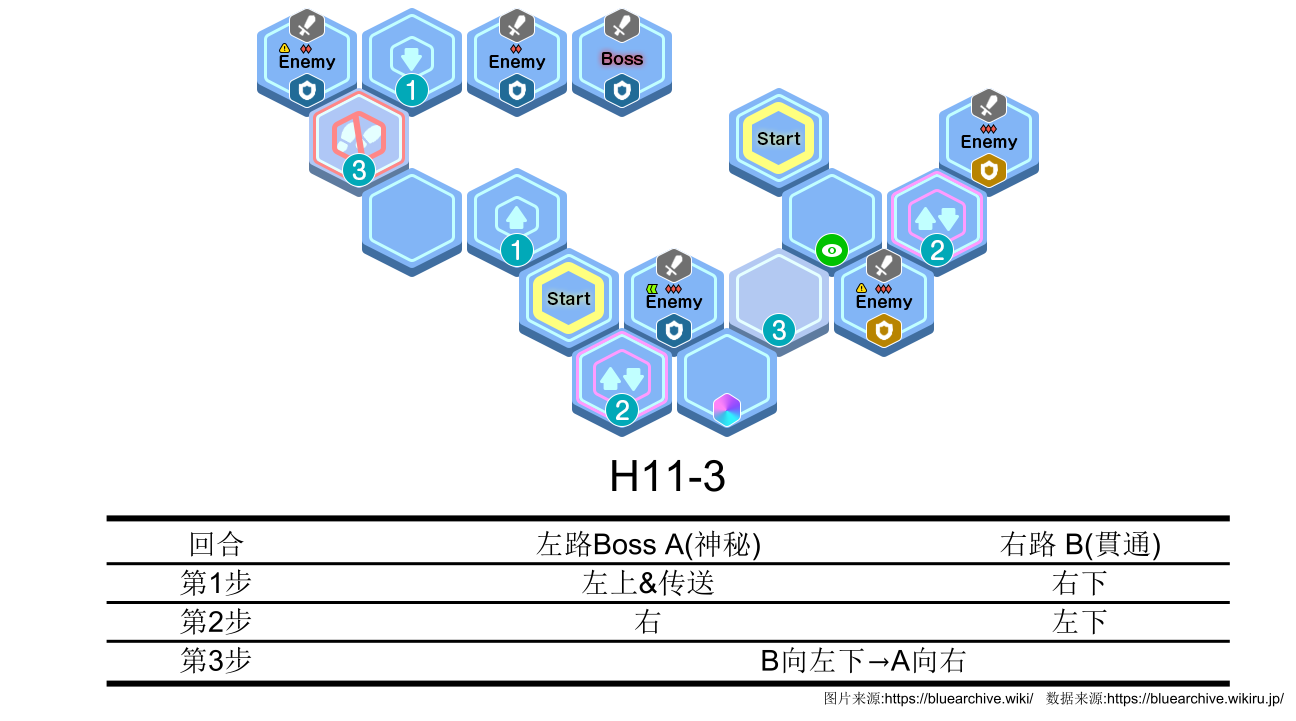 Enemy
1
Enemy
Boss
3
Start
Enemy
1
2
Start
Enemy
3
Enemy
2
H11-3
回合 左路Boss A(神秘) 右路 B(貫通)
第1步 左上&传送 右下
第2步 右 左下
第3步 B向左下→A向右
图片来源:https://bluearchive.wiki/ 数据来源:https://bluearchive.wikiru.jp/